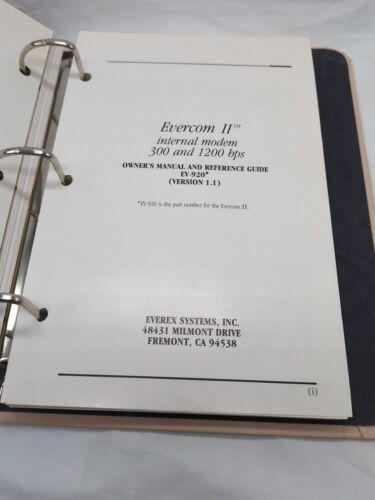 Evercom II™
internal modem
300 and 1200 bps
OWNER'S MANUAL AND REFERENCE GUIDE
EV-920*
(VERSION 1.1)
*EV-920 is the part number for the Evercom II.
EVEREX SYSTEMS, INC.
48431 MILMONT DRIVE
FREMONT, CA 94538
(i)